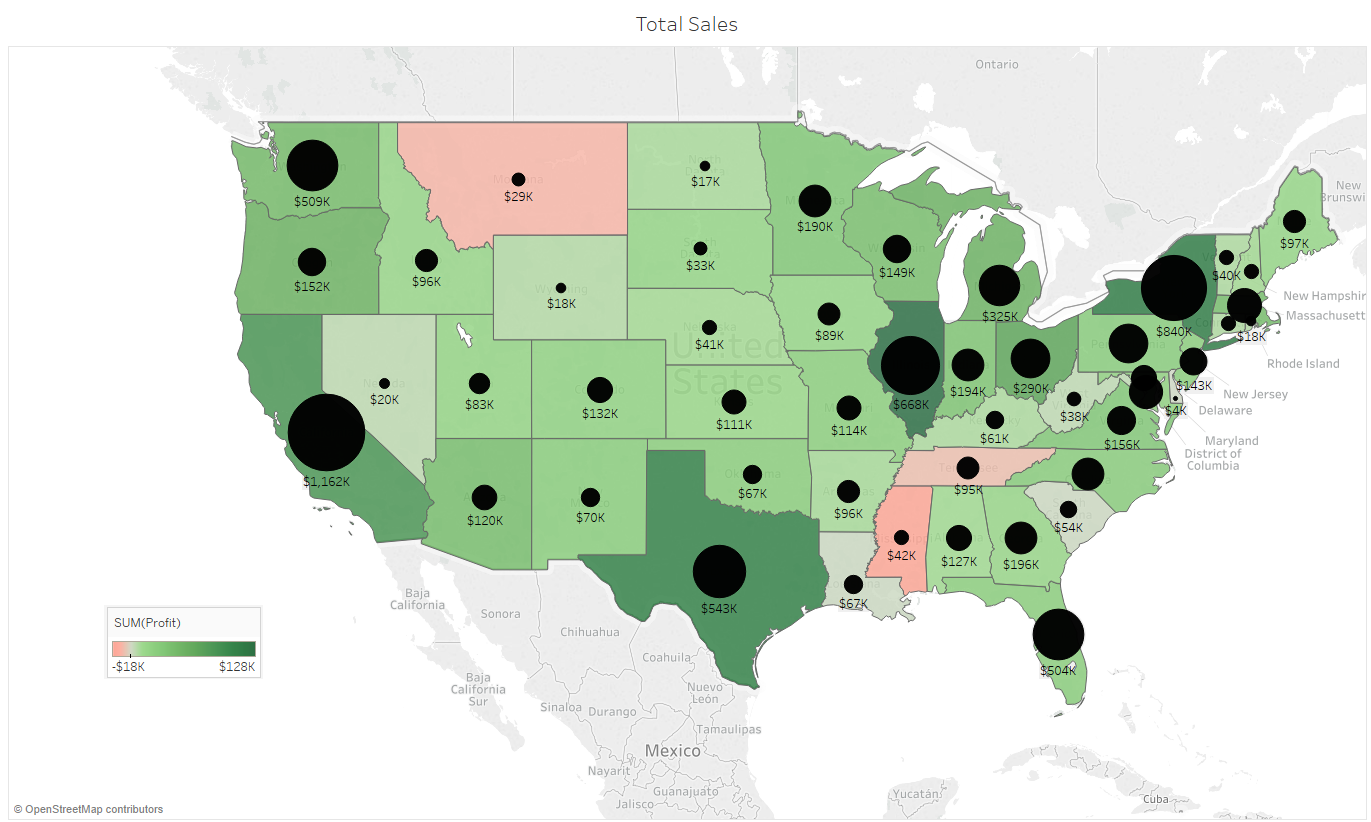 Total Sales
Ontario
New
Brunswi
$509K
$29K
$17K
$190K
$152K
$96K
$33K
$149K
$325K
$97K
$40K
New Hampshir
Massachusett
$840K
$18K
Rhode Island
$18K
$41K
$89K
United
States
$20K
$83K
$132K
$111K
$114K
$668K
$194K
$290K
$143K
New Jersey
$38K
$4K
Delaware
$61K
$156K
Maryland
District of
Columbia
$1,162K
$120K
$70K
$67K
$96K
$95K
$54K
$42K
$127K
$196K
$543K
$67K
$504K
Baja
California
Sonora
Chihuahua
Coahuila
Baja
California
Sur
Sinaloa
Durango
Nuevo
León
Tamaulipas
Mexico
Nayarit
Guanajuato
Jalisco
Yucatán
Cuba
SUM(Profit)
-$18K
$128K
© OpenStreetMap contributors